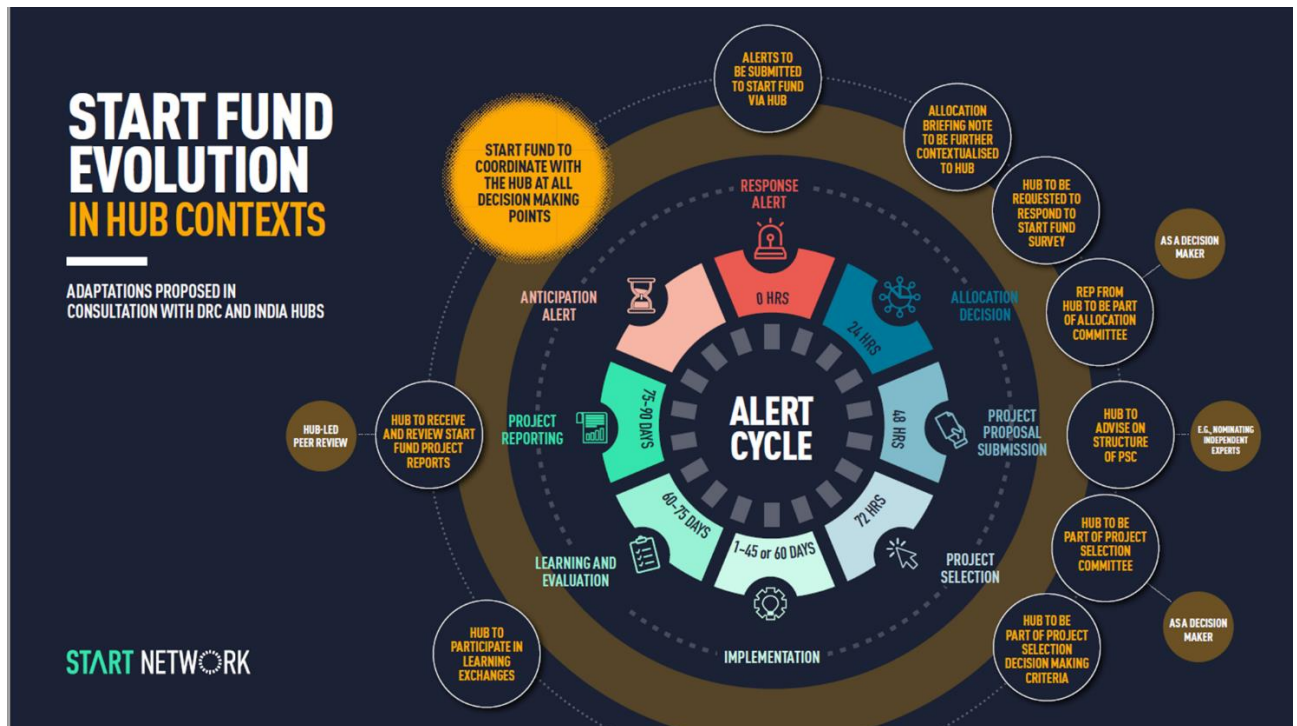 START FUND
EVOLUTION
IN HUB CONTEXTS
ADAPTATIONS PROPOSED IN
CONSULTATION WITH DRC AND INDIA HUBS
START FUND TO
COORDINATE WITH
THE HUB AT ALL
DECISION MAKING
POINTS
ALERTS TO
BE SUBMITTED
TO START FUND
VIA HUB
ALLOCATION
BRIEFING NOTE
TO BE FURTHER
CONTEXTUALISED
TO HUB
HUB TO BE
REQUESTED TO
RESPOND TO
START FUND
SURVEY
AS A DECISION
MAKER
REP FROM
HUB TO BE PART
OF ALLOCATION
COMMITTEE
HUB TO
ADVISE ON
STRUCTURE
OF PSC
E.G., NOMINATING
INDEPENDENT
EXPERTS
HUB TO BE
PART OF PROJECT
SELECTION
COMMITTEE
AS A DECISION
MAKER
HUB TO BE
PART OF PROJECT
SELECTION
DECISION MAKING
CRITERIA
HUB TO
PARTICIPATE IN
LEARNING
EXCHANGES
HUB TO RECEIVE
AND REVIEW START
FUND PROJECT
REPORTS
HUB-LED
PEER REVIEW
RESPONSE
ALERT
0 HRS
ALLOCATION
DECISION
24 HRS
PROJECT
PROPOSAL
SUBMISSION
48 HRS
PROJECT
SELECTION
72 HRS
IMPLEMENTATION
1-45 or 60 DAYS
LEARNING AND
EVALUATION
60-75 DAYS
PROJECT
REPORTING
75-90 DAYS
ANTICIPATION
ALERT
ALERT
CYCLE
START NETWORK